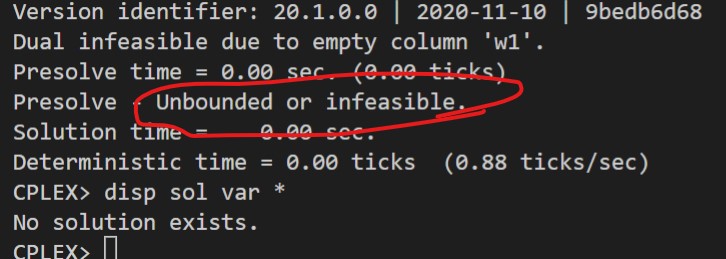 Version identifier: 20.1.0.0 | 2020-11-10 | 9bedb6d68
Dual infeasible due to empty column 'w1'.
Presolve time = 0.00 sec. (0.00 ticks)
Presolve - Unbounded or infeasible.
Solution time =    0.00 sec.
Deterministic time = 0.00 ticks  (0.88 ticks/sec)
CPLEX> disp sol var *
No solution exists.
CPLEX>